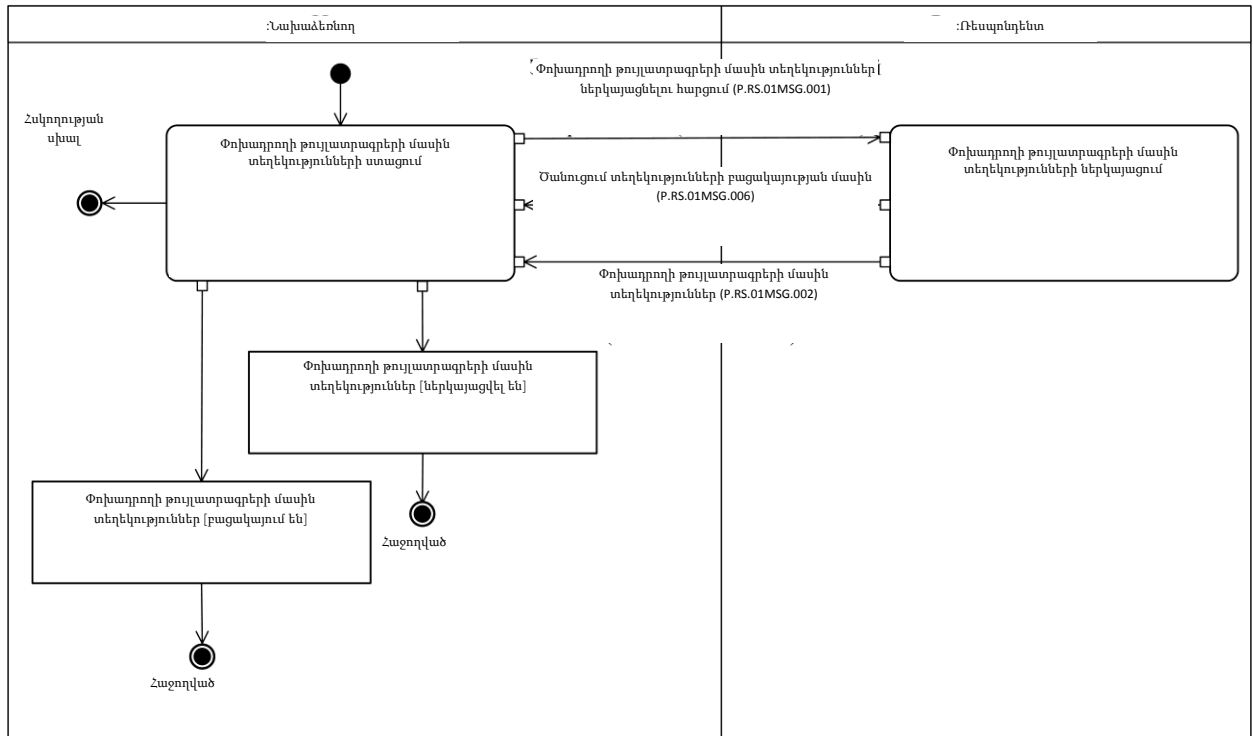 :Նախաձեռնող
:Ռեսպոնդենտ
Փոխադրողի թույլատրագրերի մասին տեղեկություններ
ներկայացնելու հարցում (P.RS.01MSG.001)
Հսկողության
սխալ
Փոխադրողի թույլատրագրերի մասին
տեղեկությունների ստացում
Փոխադրողի թույլատրագրերի մասին
տեղեկությունների ներկայացում
Ծանուցում տեղեկությունների բացակայության մասին
(P.RS.01MSG.006)
Փոխադրողի թույլատրագրերի մասին
տեղեկություններ (P.RS.01MSG.002)
Փոխադրողի թույլատրագրերի մասին
տեղեկություններ [ներկայացվել են]
Փոխադրողի թույլատրագրերի մասին
տեղեկություններ [բացակայում են]
Հաջողված
Հաջողված